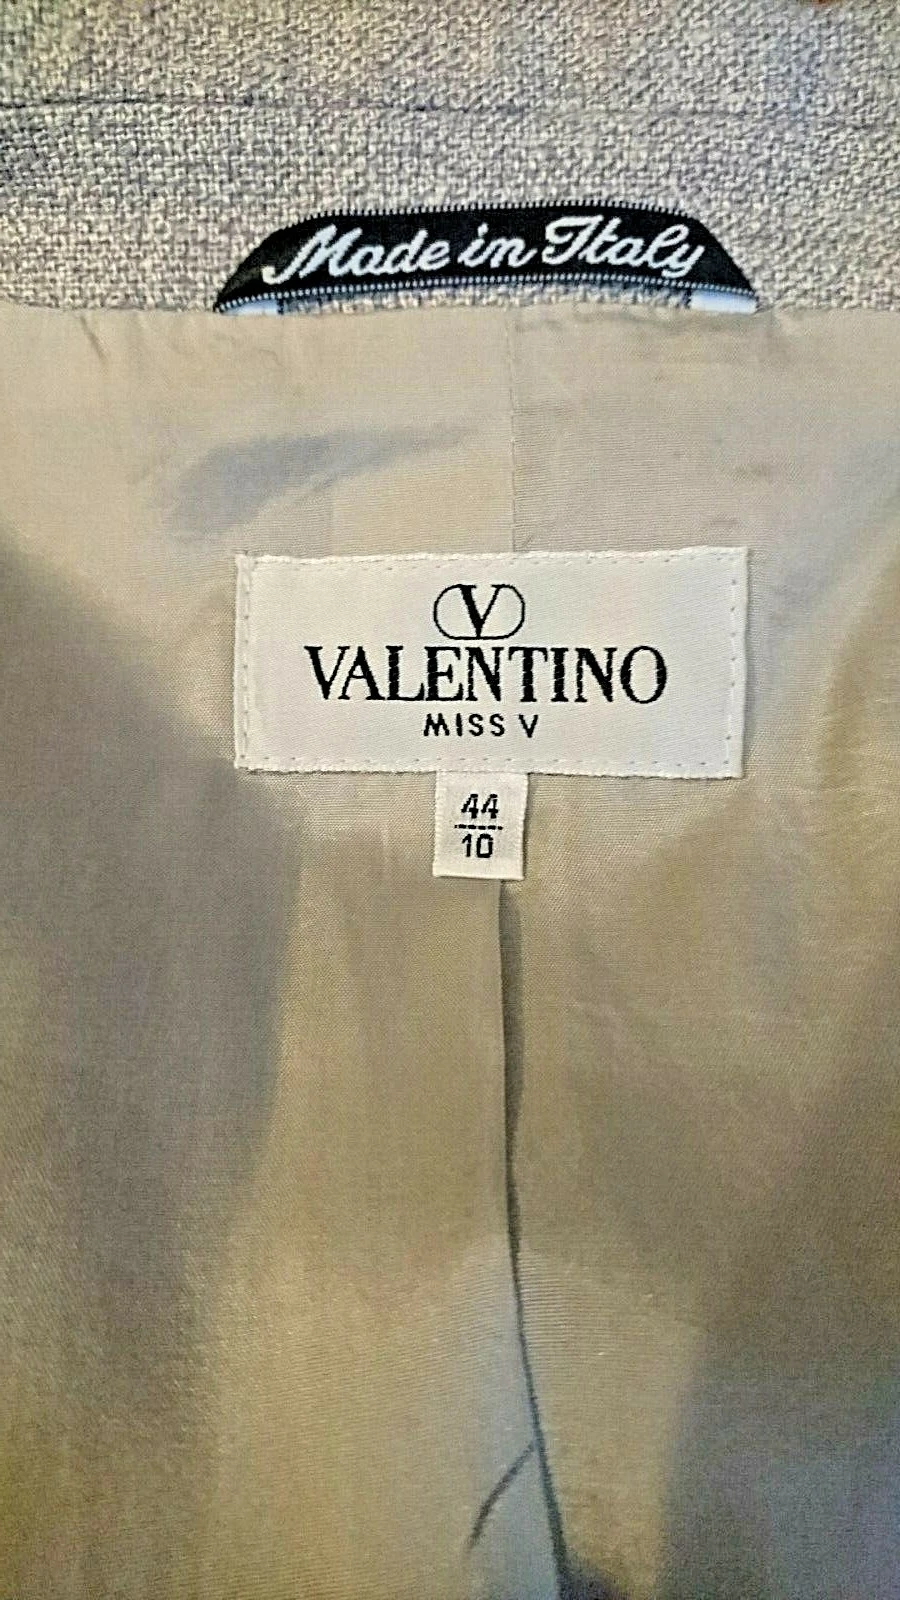 Made in Italy
V
VALENTINO
MISS V
44
10